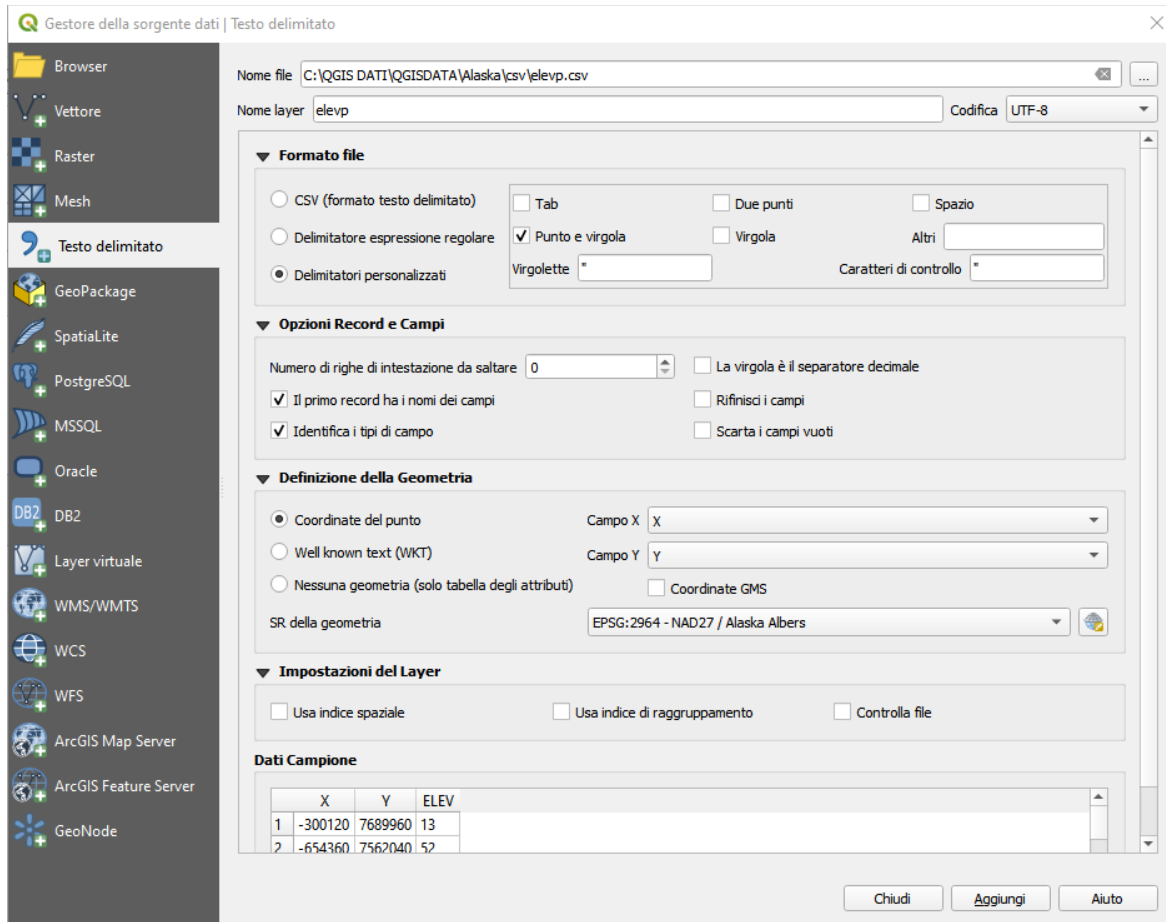 Gestore della sorgente dati | Testo delimitato
Browser
Vettore
Raster
Mesh
Testo delimitato
GeoPackage
SpatiaLite
PostgreSQL
MSSQL
Oracle
DB2
DB2
Layer virtuale
WMS/WMTS
WCS
WFS
ArcGIS Map Server
ArcGIS Feature Server
GeoNode
Nome file C:\QGIS DATI\QGISDATA\Alaska\csv\elevp.csv ...
Nome layer elevp Codifica UTF-8
Formato file
CSV (formato testo delimitato) Tab Due punti Spazio
Delimitatore espressione regolare Punto e virgola Virgola Altri
Delimitatori personalizzati Virgolette " Caratteri di controllo "
Opzioni Record e Campi
Numero di righe di intestazione da saltare 0 La virgola è il separatore decimale
Il primo record ha i nomi dei campi Rifinisci i campi
Identifica i tipi di campo Scarta i campi vuoti
Definizione della Geometria
Coordinate del punto Campo X X
Well known text (WKT) Campo Y Y
Nessuna geometria (solo tabella degli attributi) Coordinate GMS
SR della geometria EPSG:2964 - NAD27 / Alaska Albers
Impostazioni del Layer
Usa indice spaziale Usa indice di raggruppamento Controlla file
Dati Campione
X Y ELEV
1 -300120 7689960 13
2 -654360 7562040 52
Chiudi Aggiungi Aiuto